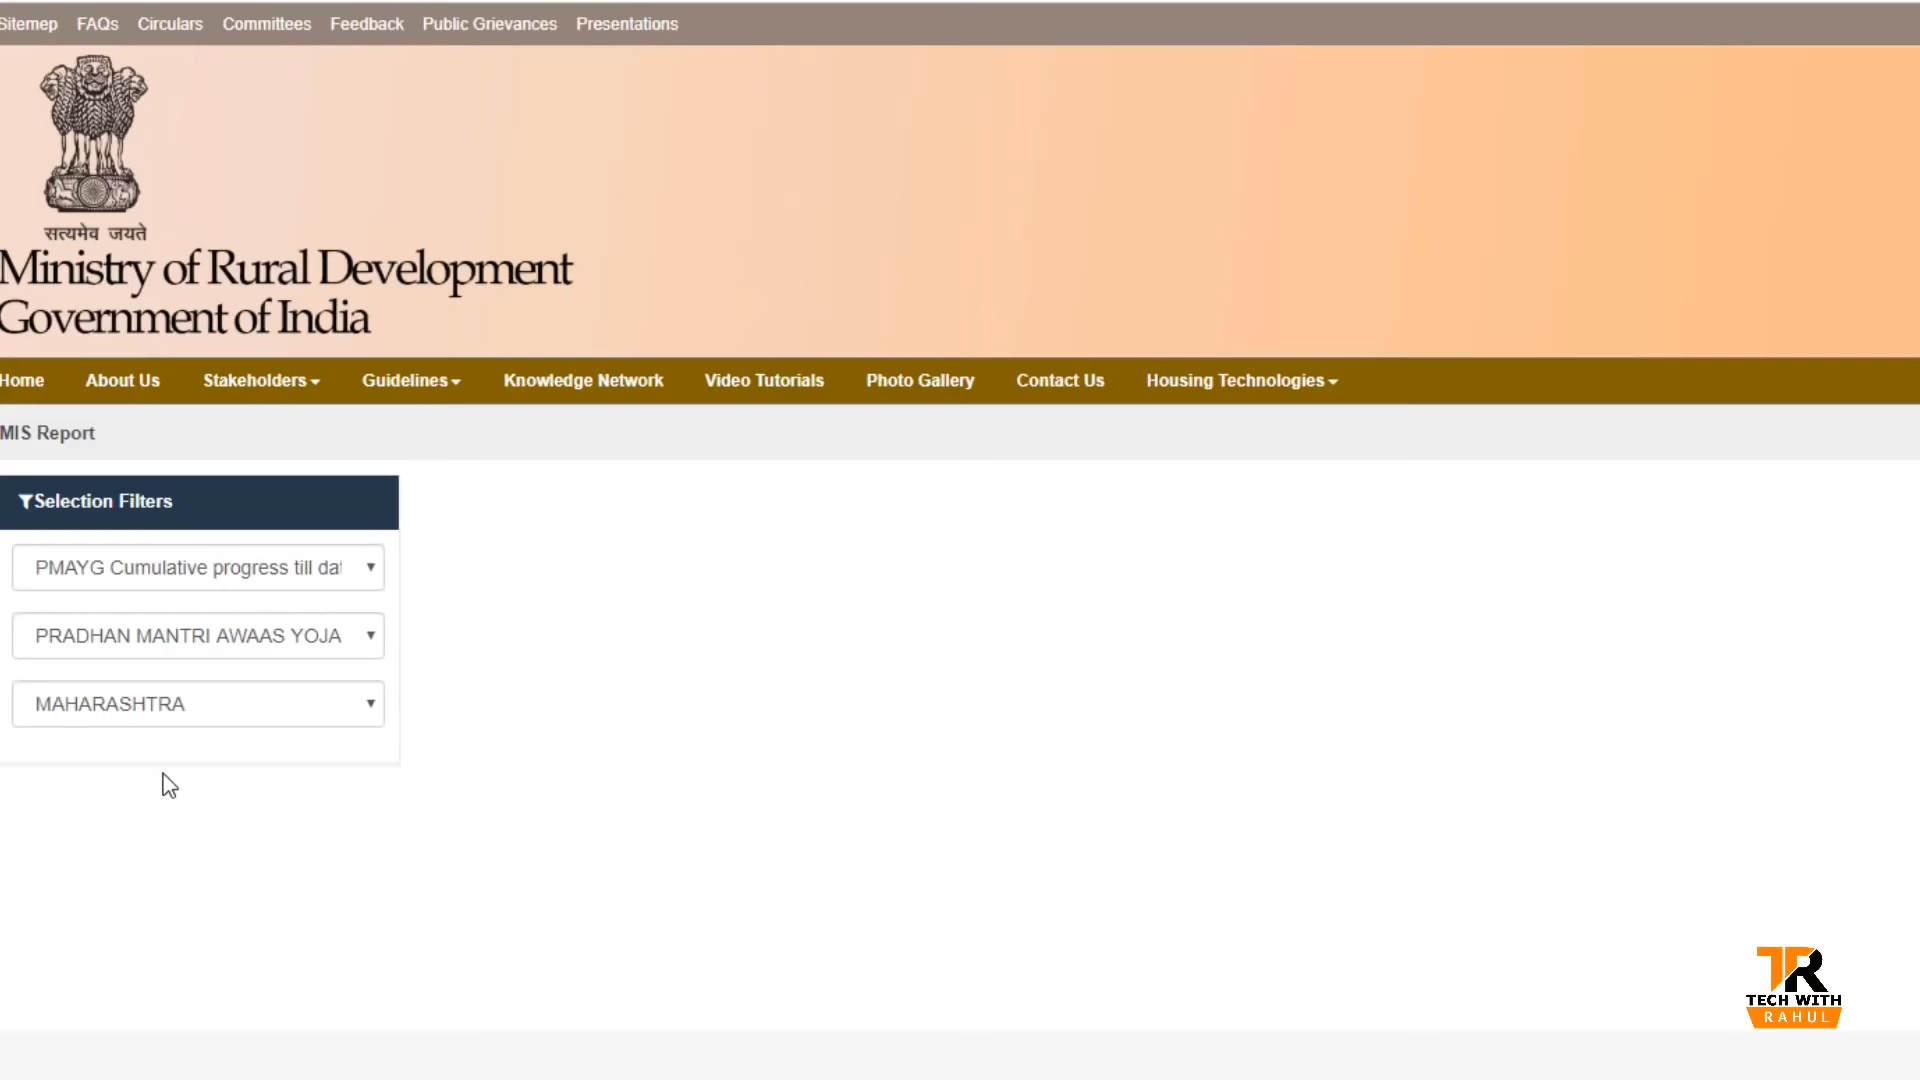 Sitemep FAQs Circulars Committees Feedback Public Grievances Presentations
सत्यमेव जयते
Ministry of Rural Development
Government of India
Home About Us Stakeholders Guidelines Knowledge Network Video Tutorials Photo Gallery Contact Us Housing Technologies
MIS Report
Selection Filters
PMAYG Cumulative progress till dat
PRADHAN MANTRI AWAAS YOJA
MAHARASHTRA
TR
TECH WITH
RAHUL